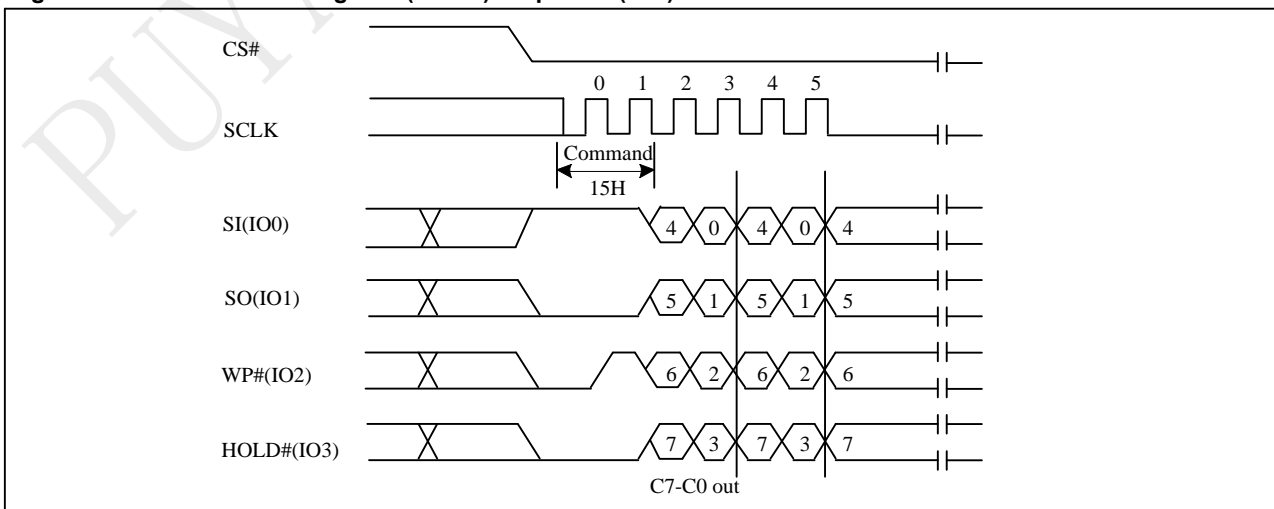 CS#
0 1 2 3 4 5
SCLK
Command
15H
SI(IO0) 4 0 4 0 4
SO(IO1) 5 1 5 1 5
WP#(IO2) 6 2 6 2 6
HOLD#(IO3) 7 3 7 3 7
C7-C0 out